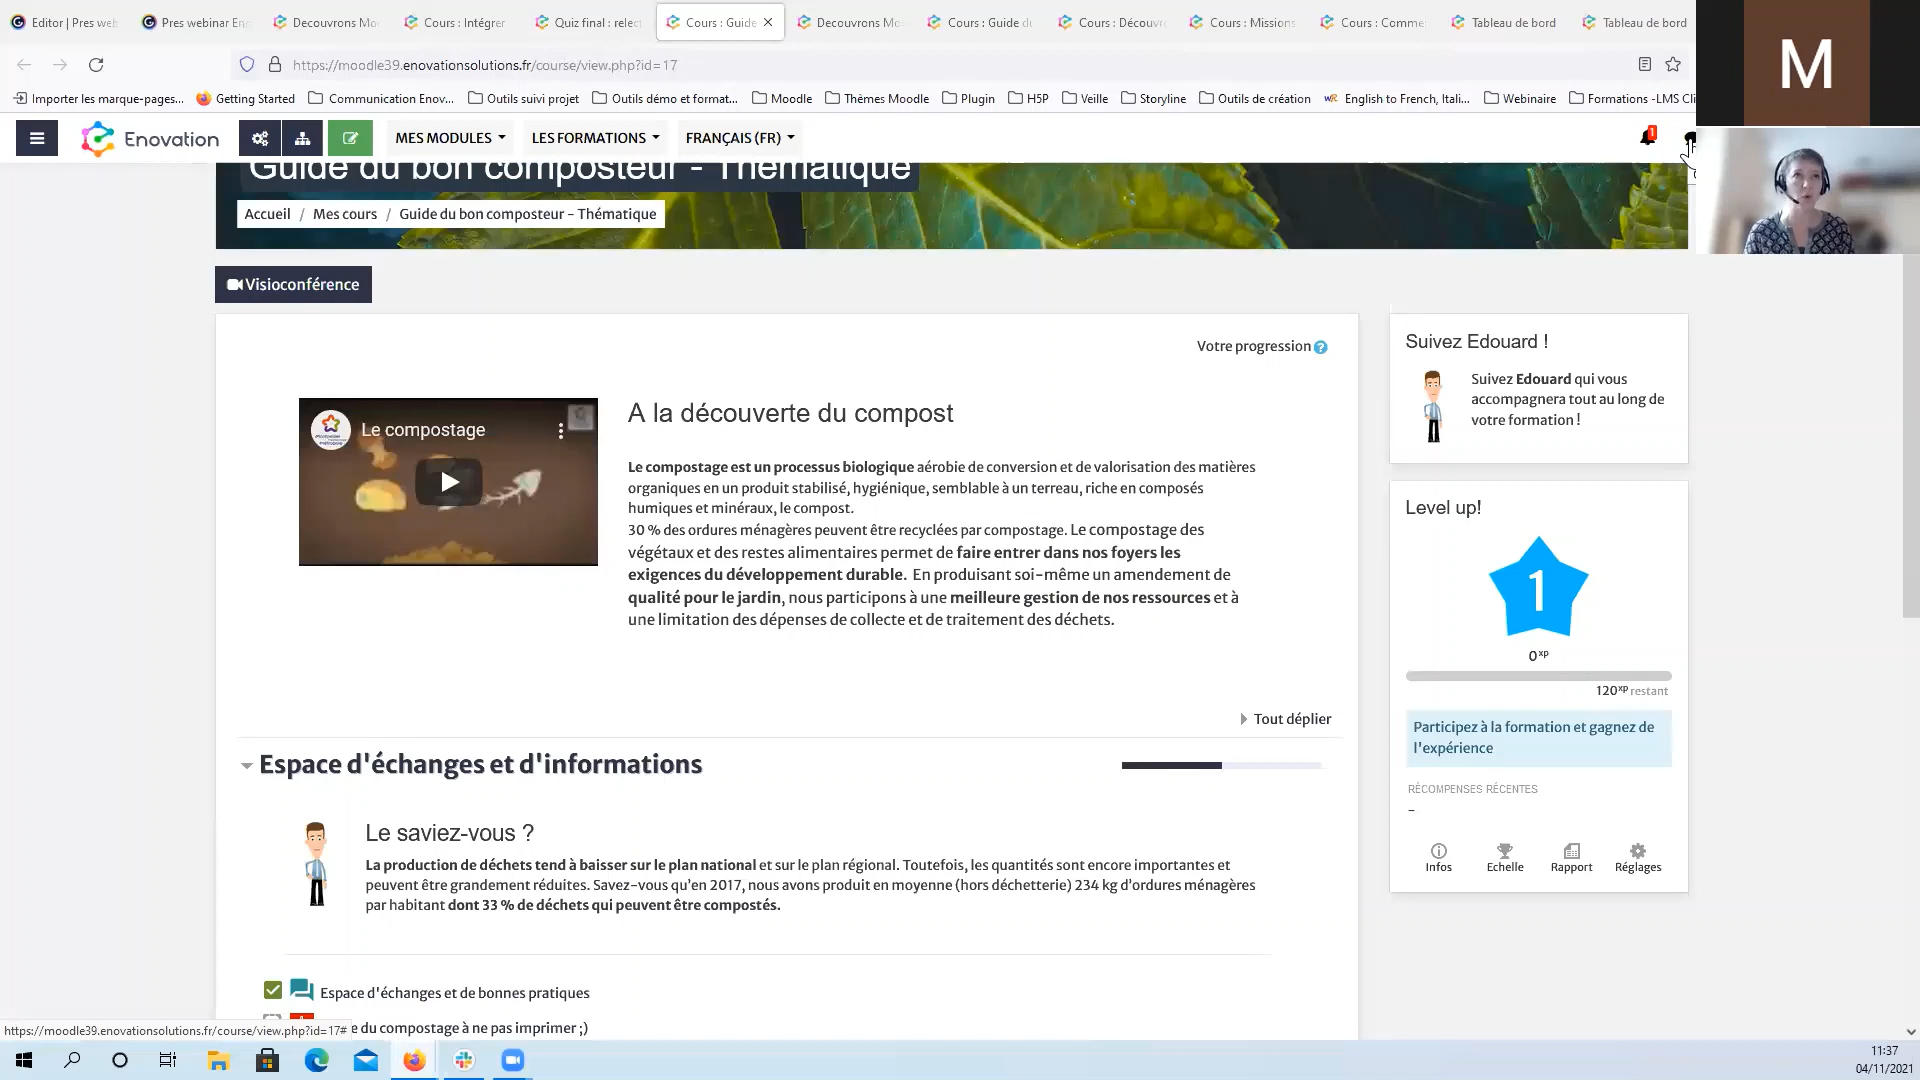 Editor | Pres web
Pres webinar En
Decouvrons Mo
Cours : Intégrer
Quiz final : relec
Cours : Guide
Decouvrons Mo
Cours : Guide du
Cours : Découvr
Cours : Missions
Cours : Comme
Tableau de bord
Tableau de bord
https://moodle39.enovationsolutions.fr/course/view.php?id=17
Importer les marque-pages...
Getting Started
Communication Enov...
Outils suivi projet
Outils démo et format...
Moodle
Thèmes Moodle
Plugin
H5P
Veille
Storyline
Outils de création
English to French, Itali...
Webinaire
Formations -LMS Cli
M
Enovation
MES MODULES
LES FORMATIONS
FRANÇAIS (FR)
1
Guide du bon composteur - Thématique
Accueil / Mes cours / Guide du bon composteur - Thématique
Visioconférence
Votre progression
Le compostage
A la découverte du compost
Le compostage est un processus biologique aérobie de conversion et de valorisation des matières
organiques en un produit stabilisé, hygiénique, semblable à un terreau, riche en composés
humiques et minéraux, le compost.
30 % des ordures ménagères peuvent être recyclées par compostage. Le compostage des
végétaux et des restes alimentaires permet de faire entrer dans nos foyers les
exigences du développement durable. En produisant soi-même un amendement de
qualité pour le jardin, nous participons à une meilleure gestion de nos ressources et à
une limitation des dépenses de collecte et de traitement des déchets.
Tout déplier
Espace d'échanges et d'informations
Le saviez-vous ?
La production de déchets tend à baisser sur le plan national et sur le plan régional. Toutefois, les quantités sont encore importantes et
peuvent être grandement réduites. Savez-vous qu'en 2017, nous avons produit en moyenne (hors déchetterie) 234 kg d'ordures ménagères
par habitant dont 33 % de déchets qui peuvent être compostés.
Espace d'échanges et de bonnes pratiques
e du compostage à ne pas imprimer ;)
Suivez Edouard !
Suivez Edouard qui vous
accompagnera tout au long de
votre formation !
Level up!
1
0xp
120xp restant
Participez à la formation et gagnez de
l'expérience
RÉCOMPENSES RÉCENTES
-
Infos
Echelle
Rapport
Réglages
https://moodle39.enovationsolutions.fr/course/view.php?id=17#
11:37
04/11/2021